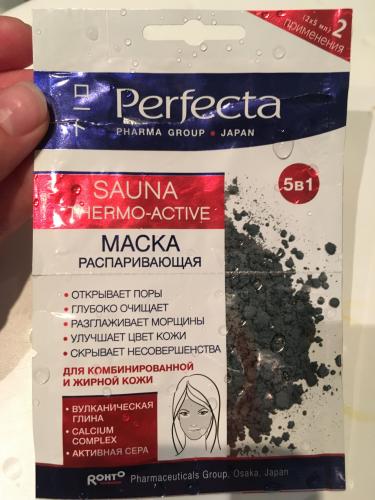 2
(2x5 мл)
применения
Perfecta
PHARMA GROUP • JAPAN
SAUNA
THERMO-ACTIVE
5в1
МАСКА
РАСПАРИВАЮЩАЯ
• ОТКРЫВАЕТ ПОРЫ
• ГЛУБОКО ОЧИЩАЕТ
• РАЗГЛАЖИВАЕТ МОРЩИНЫ
• УЛУЧШАЕТ ЦВЕТ КОЖИ
• СКРЫВАЕТ НЕСОВЕРШЕНСТВА
ДЛЯ КОМБИНИРОВАННОЙ
И ЖИРНОЙ КОЖИ
• ВУЛКАНИЧЕСКАЯ
ГЛИНА
• CALCIUM
COMPLEX
• АКТИВНАЯ СЕРА
ROHTO Pharmaceuticals Group, Osaka, Japan